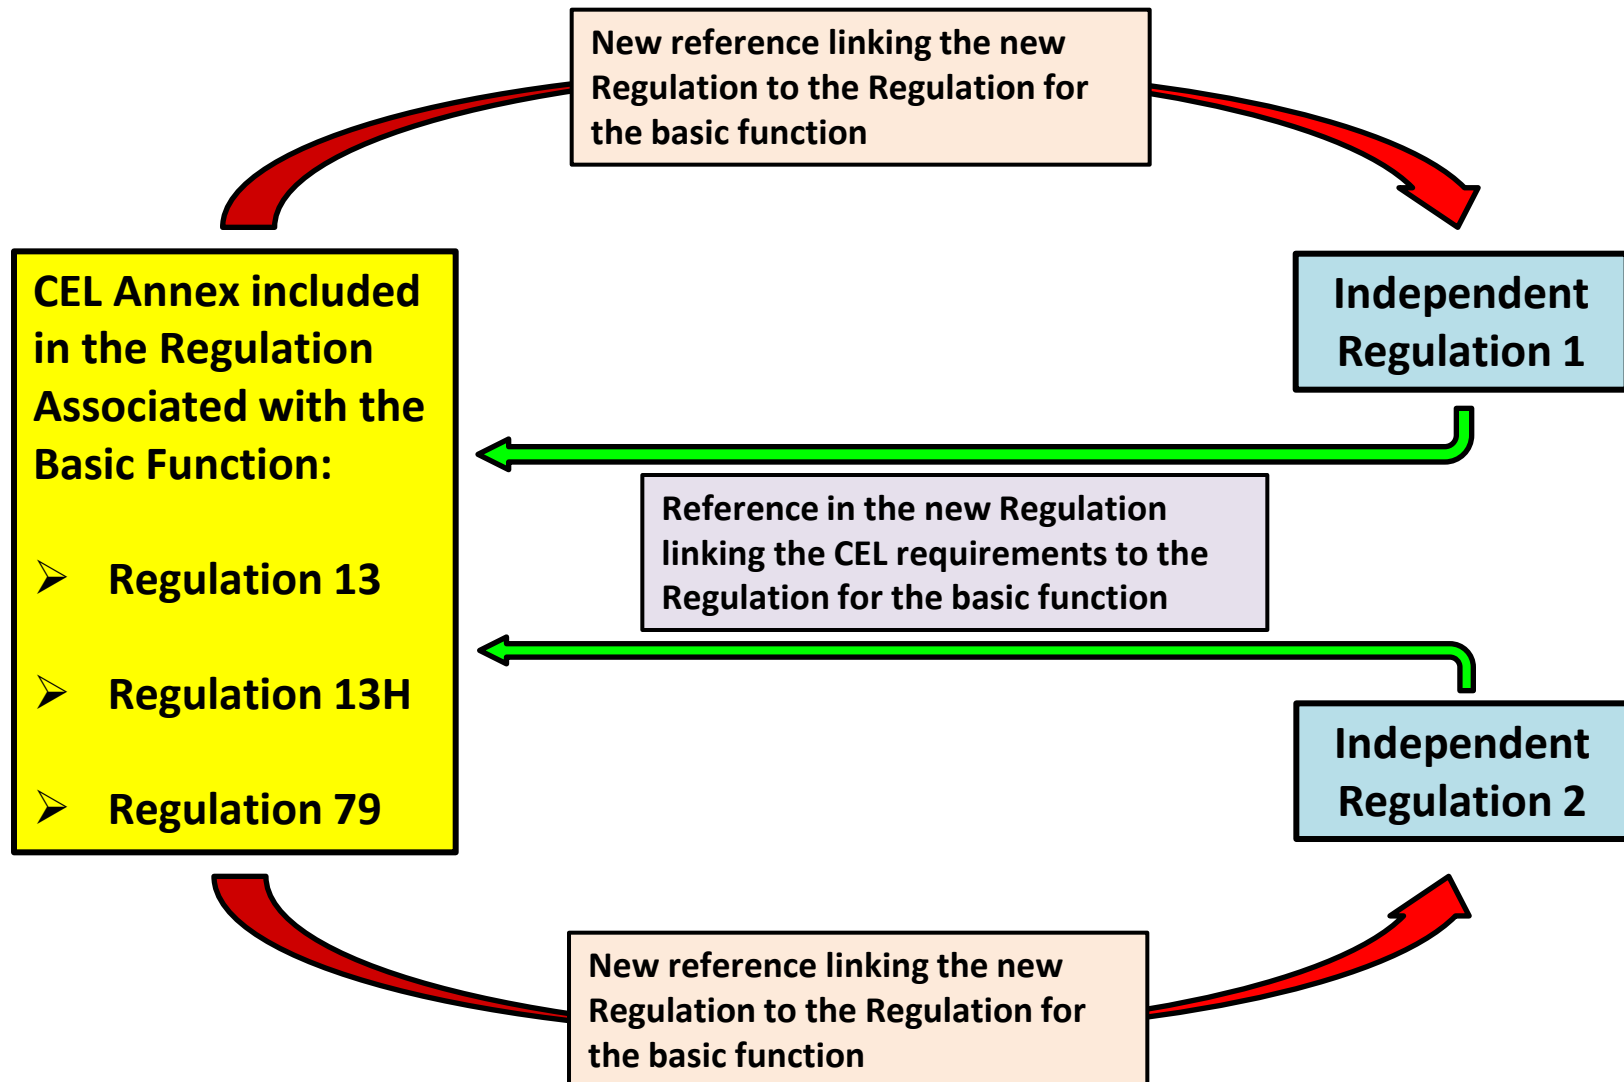 New reference linking the new
Regulation to the Regulation for
the basic function
CEL Annex included
in the Regulation
Associated with the
Basic Function:
➢ Regulation 13
➢ Regulation 13H
➢ Regulation 79
Independent
Regulation 1
Reference in the new Regulation
linking the CEL requirements to the
Regulation for the basic function
Independent
Regulation 2
New reference linking the new
Regulation to the Regulation for
the basic function